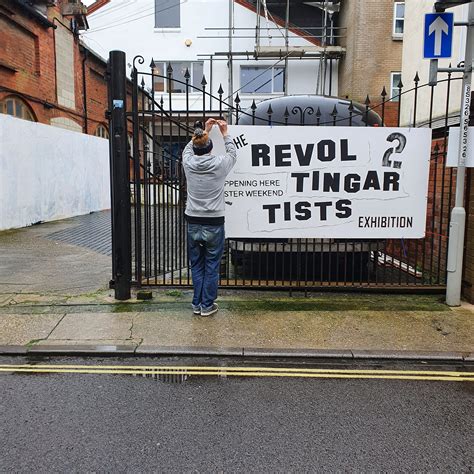 HE
REVOL 2
PPENING HERE
TINGAR
STER WEEKEND
TISTS
EXHIBITION